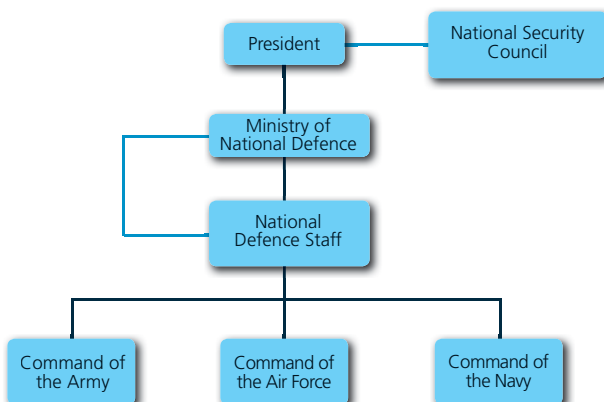 President
National Security
Council
Ministry of
National Defence
National
Defence Staff
Command of
the Army
Command of
the Air Force
Command of
the Navy